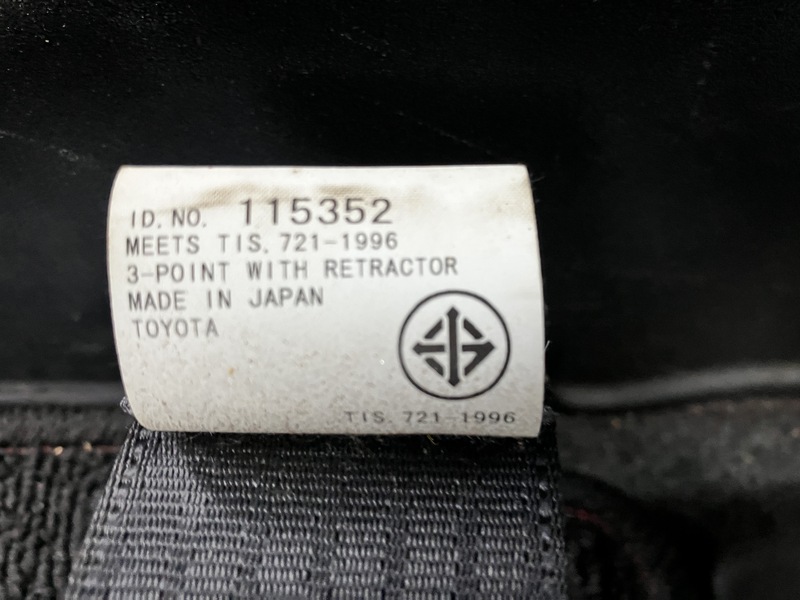 ID. NO. 115352
MEETS TIS. 721-1996
3-POINT WITH RETRACTOR
MADE IN JAPAN
TOYOTA
TIS. 721-1996